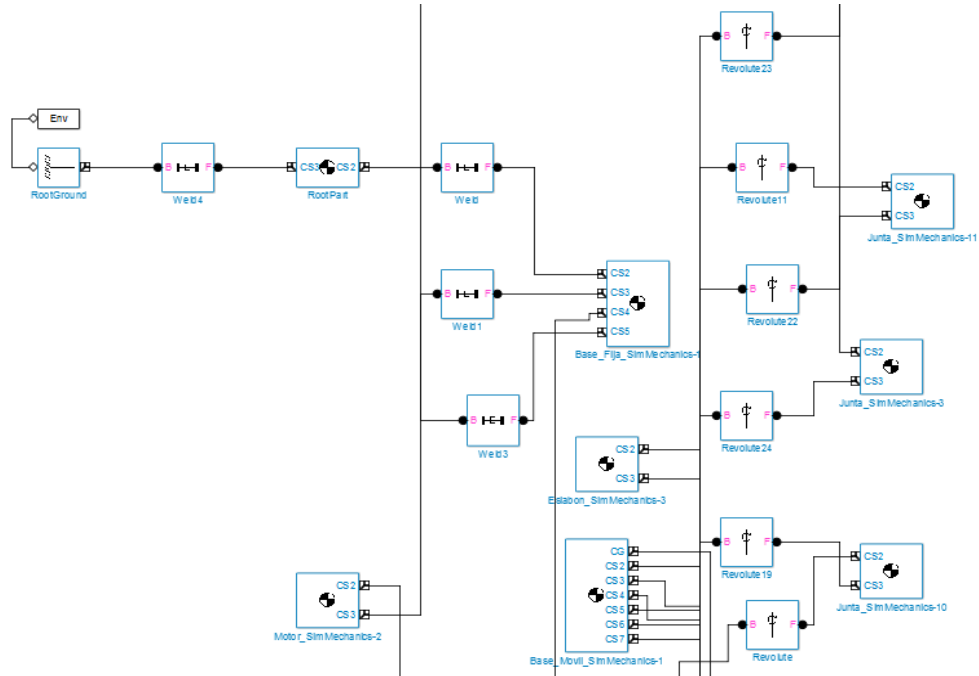 B F
Revolute23
Env
B F
CS3 CS2
B F
B F
CS2
CS3
RootGround
Weld4
RootPart
Weld
Revolute11
Junta_SimMechanics-11
CS2
CS3
CS4
CS5
B F
B F
Weld1
Base_Fija_SimMechanics-1
Revolute22
CS2
CS3
Junta_SimMechanics-3
B F
B F
Weld3
Revolute24
CS2
CS3
Eslabon_SimMechanics-3
B F
Revolute19
CG
CS2
CS3
CS4
CS5
CS6
CS7
CS2
CS3
Junta_SimMechanics-10
CS2
CS3
Motor_SimMechanics-2
B F
Revolute
Base_Movil_SimMechanics-1